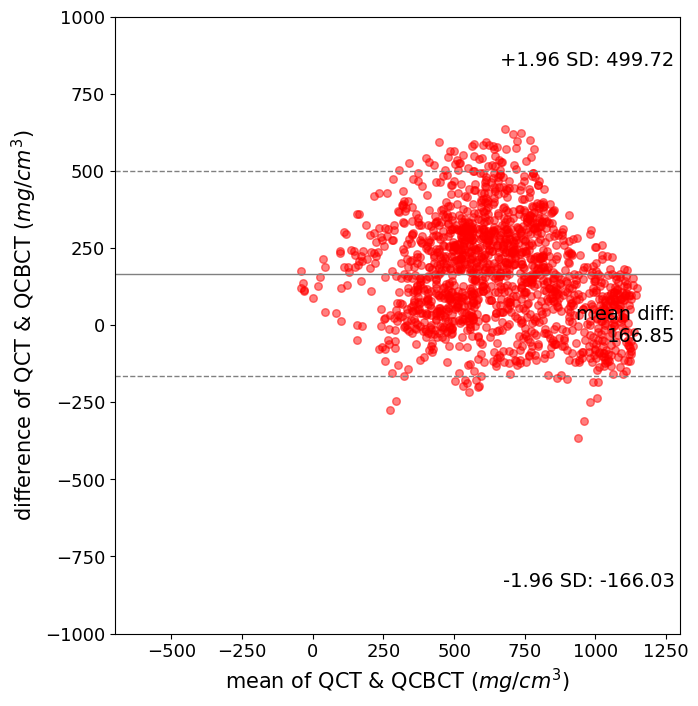 1000
750
500
250
0
−250
−500
−750
−1000
difference of QCT & QCBCT (mg/cm³)
+1.96 SD: 499.72
mean diff:
166.85
-1.96 SD: -166.03
−500 −250 0 250 500 750 1000 1250
mean of QCT & QCBCT (mg/cm³)